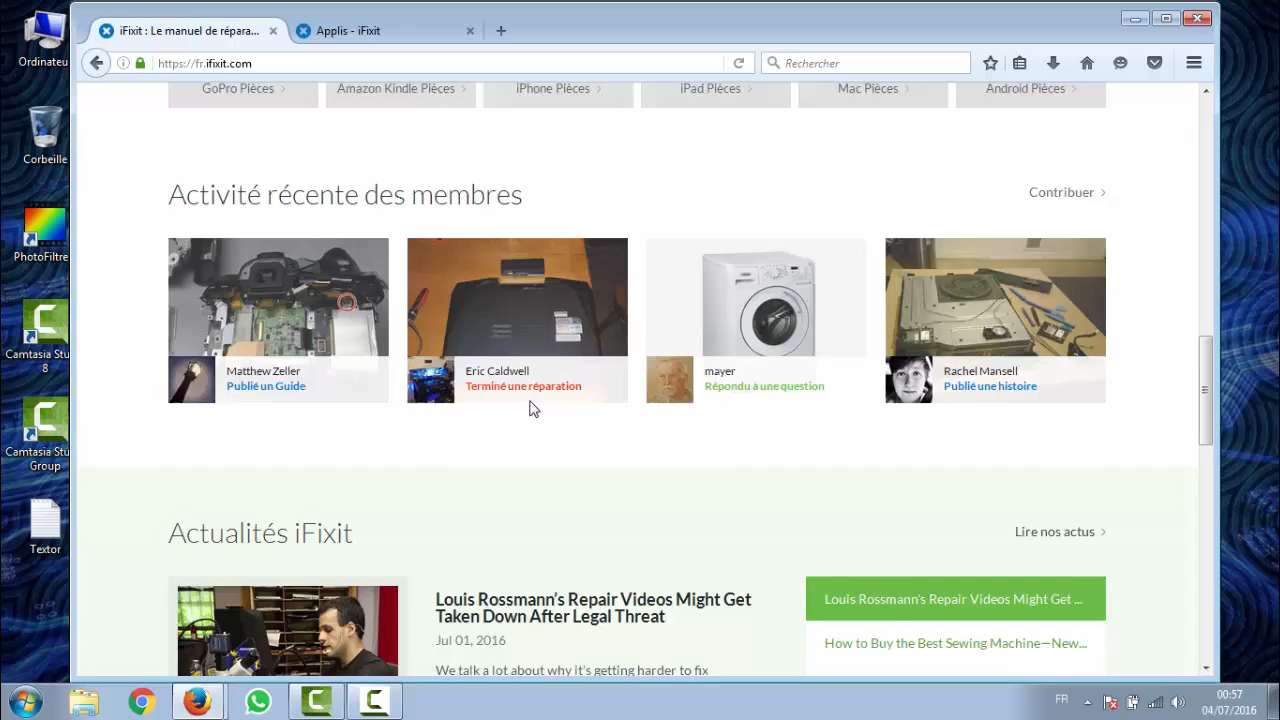 iFixit : Le manuel de répara...
Applis - iFixit
https://fr.ifixit.com
Rechercher
GoPro Pièces
Amazon Kindle Pièces
iPhone Pièces
iPad Pièces
Mac Pièces
Android Pièces
Activité récente des membres
Contribuer
Matthew Zeller
Publié un Guide
Eric Caldwell
Terminé une réparation
mayer
Répondu à une question
Rachel Mansell
Publié une histoire
Actualités iFixit
Lire nos actus
Louis Rossmann's Repair Videos Might Get
Taken Down After Legal Threat
Jul 01, 2016
We talk a lot about why it's getting harder to fix
Louis Rossmann's Repair Videos Might Get ...
How to Buy the Best Sewing Machine—New...
Ordinateu
Corbeille
PhotoFiltre
Camtasia Stu
8
Camtasia Stu
Group
Textor
FR
00:57
04/07/2016